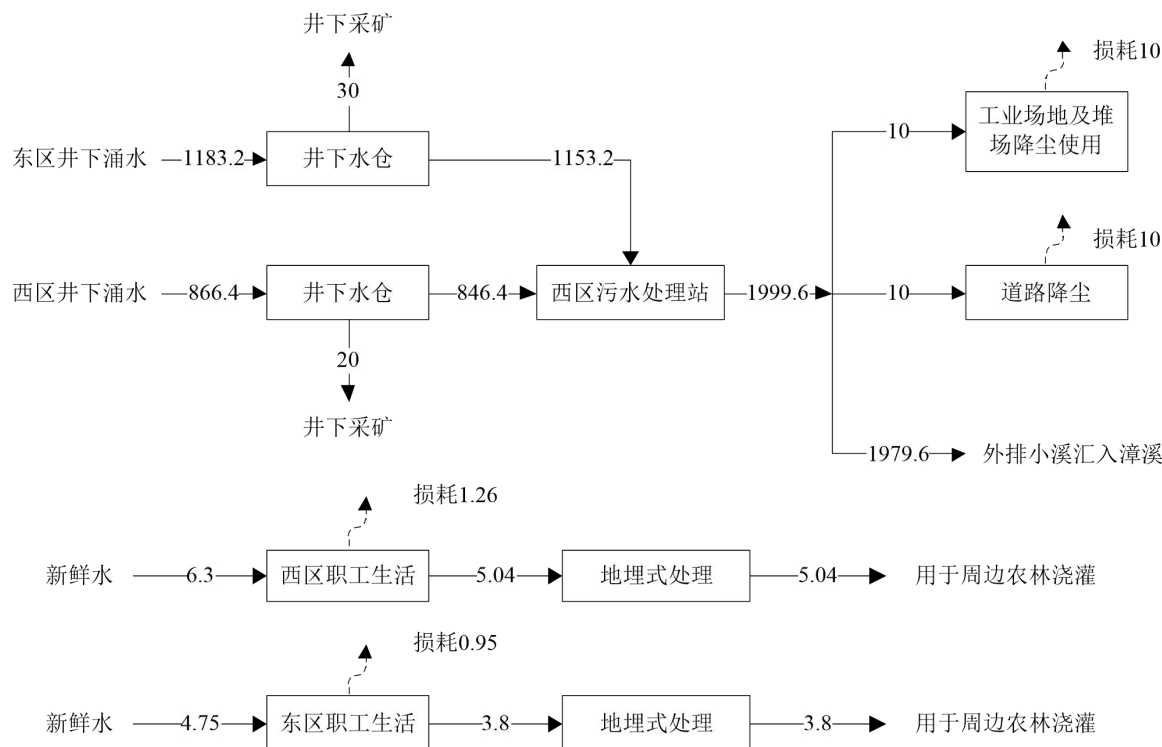 井下采矿
损耗10
30
工业场地及堆
场降尘使用
10
东区井下涌水
1183.2
井下水仓
1153.2
损耗10
西区井下涌水
866.4
井下水仓
846.4
西区污水处理站
1999.6
10
道路降尘
20
井下采矿
1979.6
外排小溪汇入漳溪
损耗1.26
新鲜水
6.3
西区职工生活
5.04
地埋式处理
5.04
用于周边农林浇灌
损耗0.95
新鲜水
4.75
东区职工生活
3.8
地埋式处理
3.8
用于周边农林浇灌